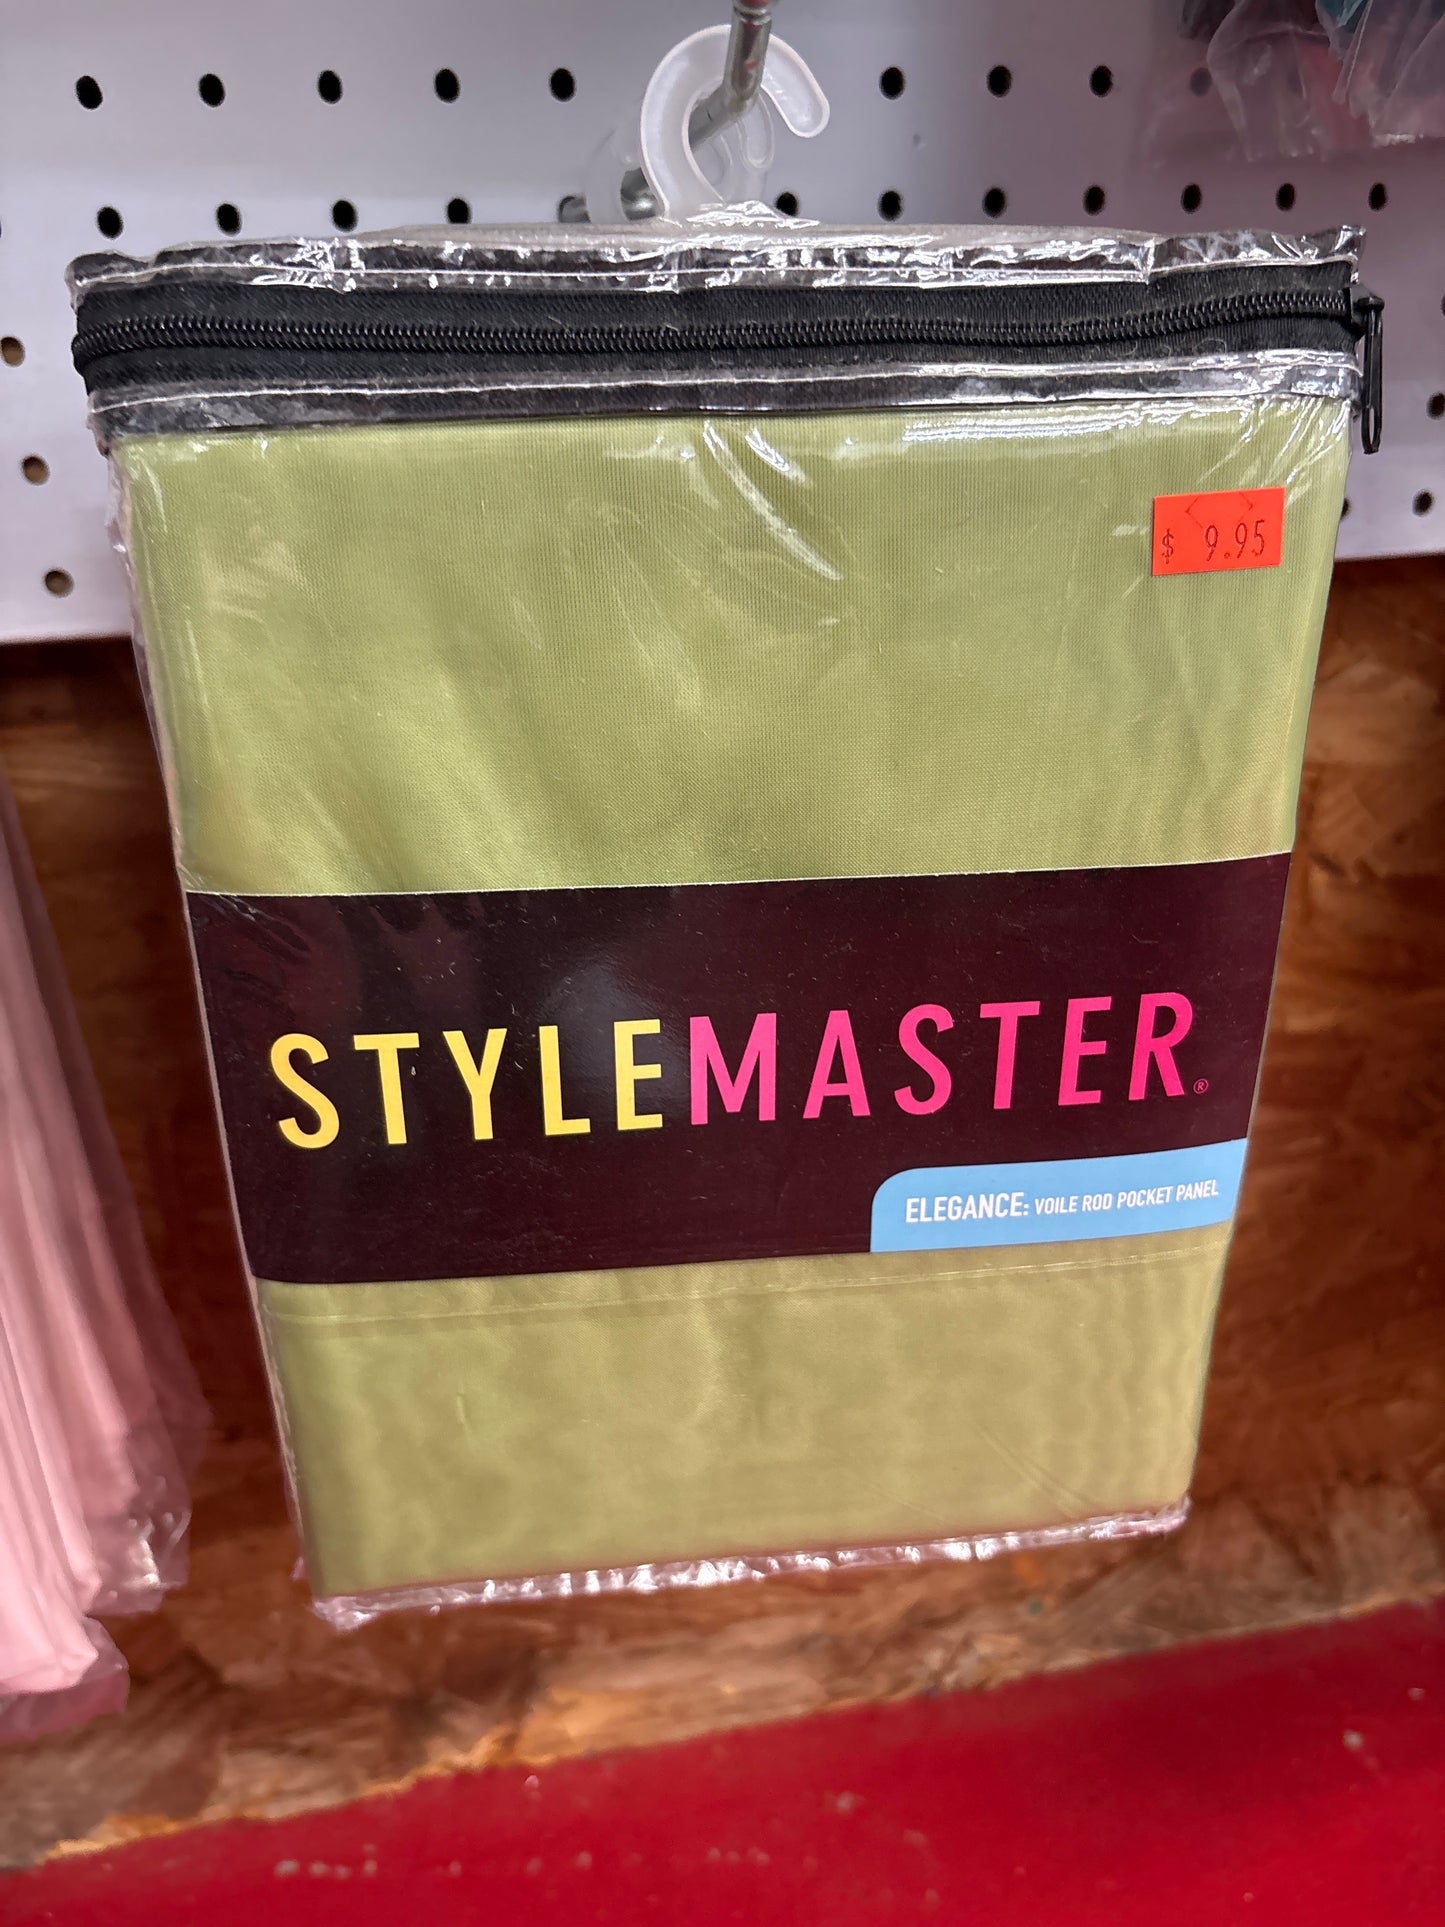 $ 9.95
STYLEMASTER®
ELEGANCE: VOILE ROD POCKET PANEL